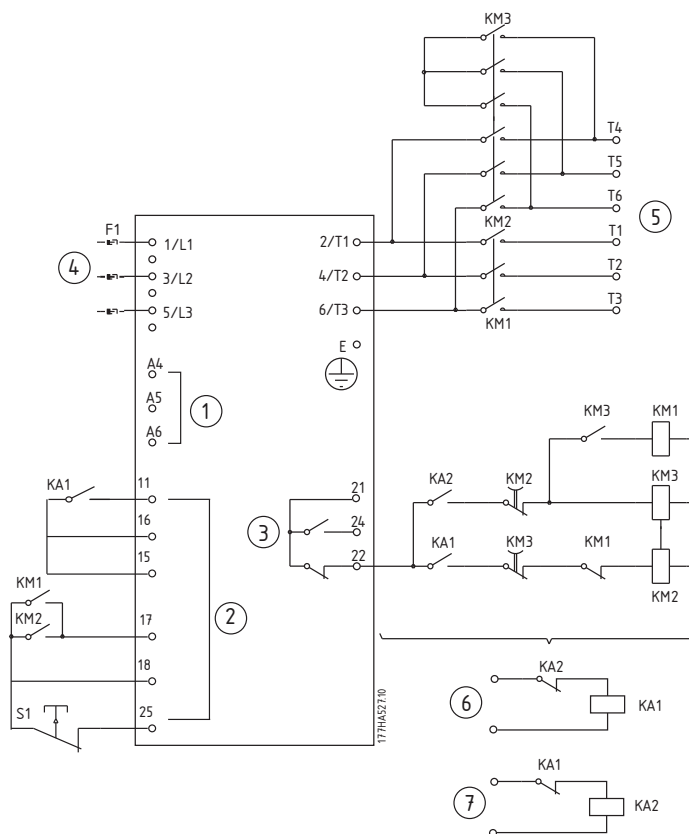 KM3
T4
T5
T6
5
F1
1/L1
2/T1
KM2
T1
4
3/L2
4/T2
T2
5/L3
6/T3
KM1
T3
E
A4
A5
1
A6
KM3
KM1
KA1
11
21
KA2
KM2
KM3
16
3
24
15
22
KA1
KM3
KM1
KM2
KM1
KM2
17
2
18
S1
25
177HA527.10
6
KA2
KA1
7
KA1
KA2